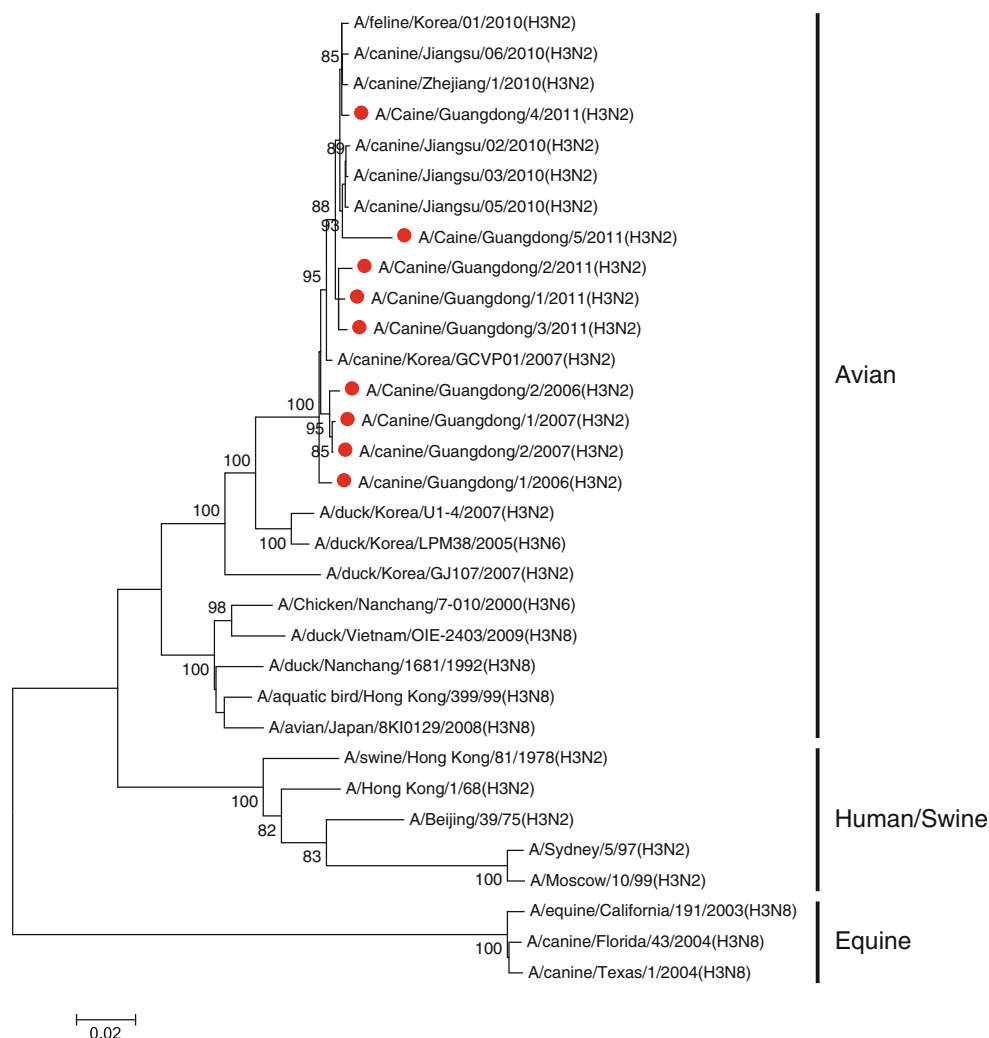 A/feline/Korea/01/2010(H3N2)
85
A/canine/Jiangsu/06/2010(H3N2)
A/canine/Zhejiang/1/2010(H3N2)
A/Caine/Guangdong/4/2011(H3N2)
89
A/canine/Jiangsu/02/2010(H3N2)
A/canine/Jiangsu/03/2010(H3N2)
88
A/canine/Jiangsu/05/2010(H3N2)
93
A/Caine/Guangdong/5/2011(H3N2)
95
A/Canine/Guangdong/2/2011(H3N2)
A/Canine/Guangdong/1/2011(H3N2)
A/Canine/Guangdong/3/2011(H3N2)
A/canine/Korea/GCVP01/2007(H3N2)
Avian
A/Canine/Guangdong/2/2006(H3N2)
100
A/Canine/Guangdong/1/2007(H3N2)
95
85
A/canine/Guangdong/2/2007(H3N2)
100
A/canine/Guangdong/1/2006(H3N2)
100
A/duck/Korea/U1-4/2007(H3N2)
100
A/duck/Korea/LPM38/2005(H3N6)
A/duck/Korea/GJ107/2007(H3N2)
98
A/Chicken/Nanchang/7-010/2000(H3N6)
A/duck/Vietnam/OIE-2403/2009(H3N8)
100
A/duck/Nanchang/1681/1992(H3N8)
A/aquatic bird/Hong Kong/399/99(H3N8)
A/avian/Japan/8KI0129/2008(H3N8)
A/swine/Hong Kong/81/1978(H3N2)
100
A/Hong Kong/1/68(H3N2)
82
A/Beijing/39/75(H3N2)
Human/Swine
83
A/Sydney/5/97(H3N2)
100
A/Moscow/10/99(H3N2)
A/equine/California/191/2003(H3N8)
100
A/canine/Florida/43/2004(H3N8)
Equine
A/canine/Texas/1/2004(H3N8)
0.02